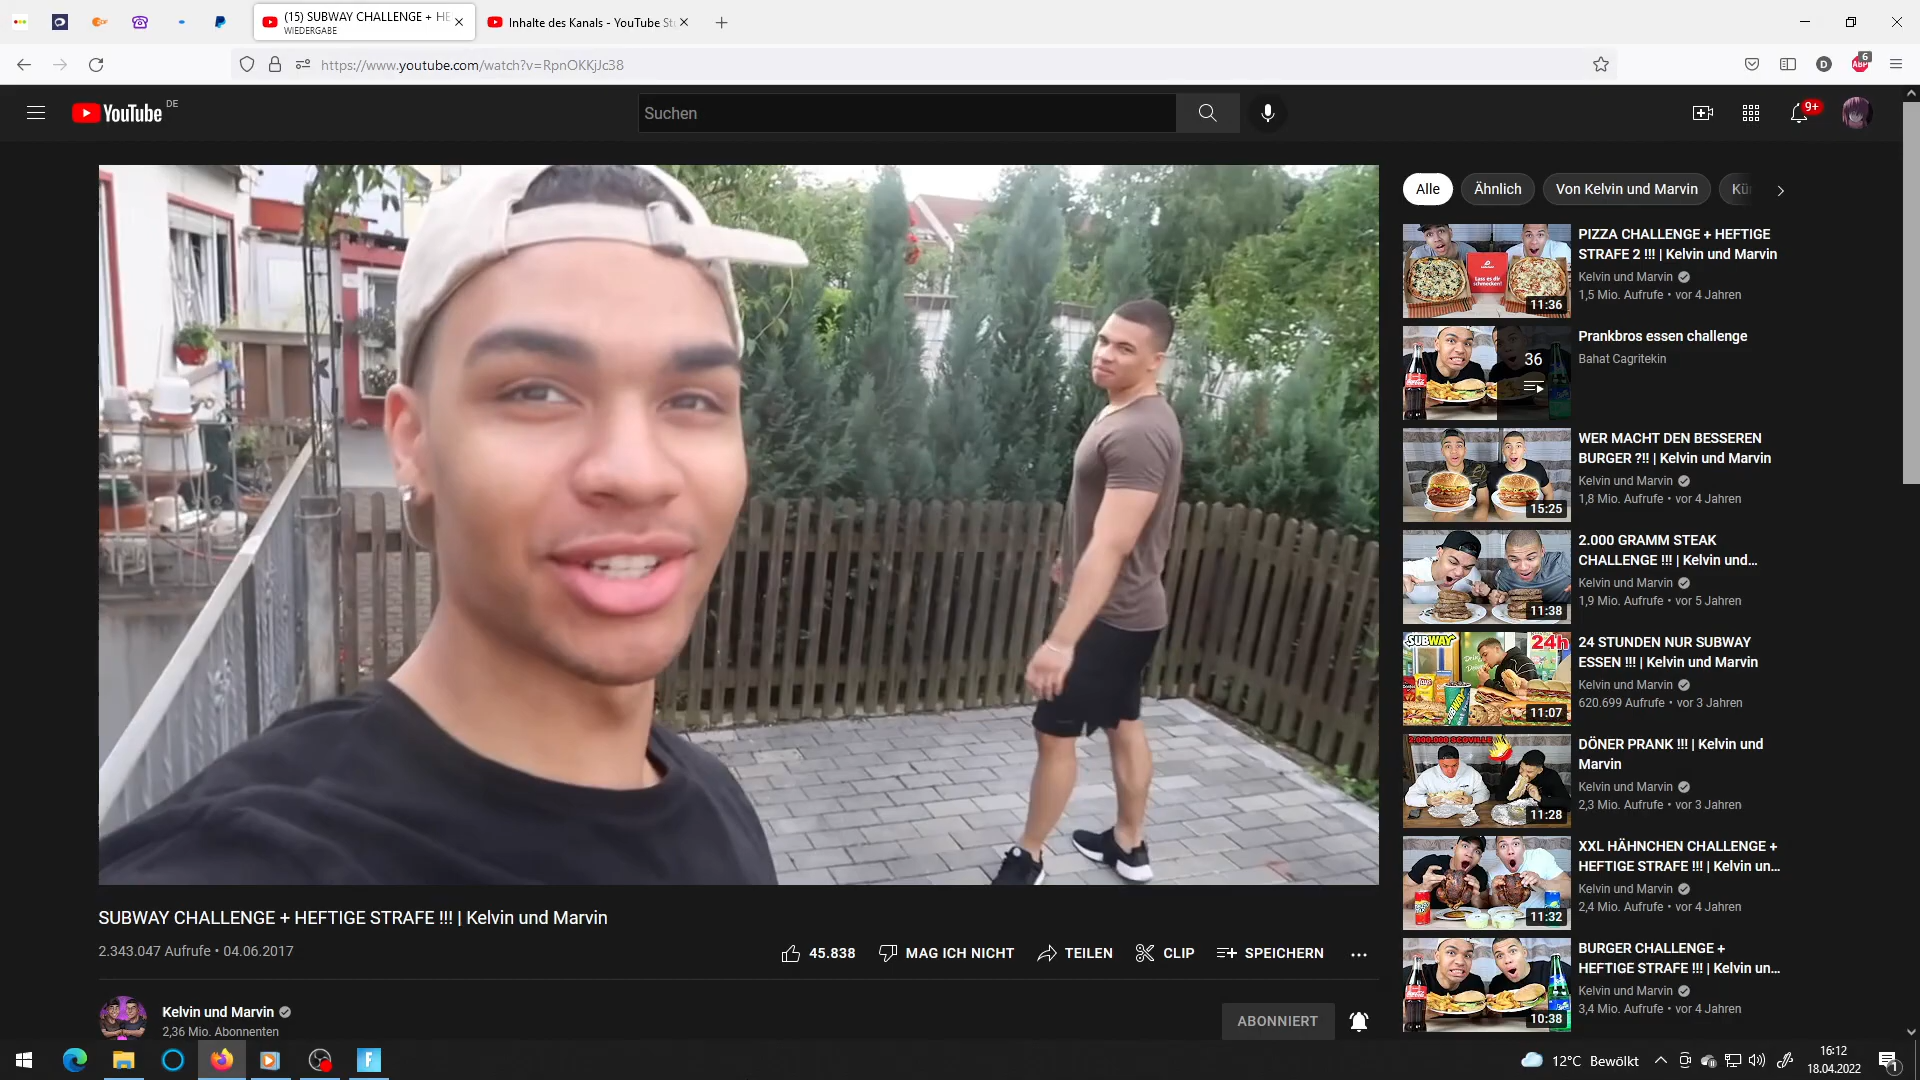 (15) SUBWAY CHALLENGE + HE
WIEDERGABE
Inhalte des Kanals - YouTube St
https://www.youtube.com/watch?v=RpnOKKjJc38
D
ABP
6
YouTube DE
Suchen
9+
Alle
Ähnlich
Von Kelvin und Marvin
PIZZA CHALLENGE + HEFTIGE
STRAFE 2 !!! | Kelvin und Marvin
Kelvin und Marvin
1,5 Mio. Aufrufe • vor 4 Jahren
11:36
Prankbros essen challenge
Bahat Cagritekin
36
WER MACHT DEN BESSEREN
BURGER ?!! | Kelvin und Marvin
Kelvin und Marvin
1,8 Mio. Aufrufe • vor 4 Jahren
15:25
2.000 GRAMM STEAK
CHALLENGE !!! | Kelvin und...
Kelvin und Marvin
1,9 Mio. Aufrufe • vor 5 Jahren
11:38
SUBWAY
24h
24 STUNDEN NUR SUBWAY
ESSEN !!! | Kelvin und Marvin
Kelvin und Marvin
620.699 Aufrufe • vor 3 Jahren
11:07
DÖNER PRANK !!! | Kelvin und
Marvin
Kelvin und Marvin
2,3 Mio. Aufrufe • vor 3 Jahren
11:28
XXL HÄHNCHEN CHALLENGE +
HEFTIGE STRAFE !!! | Kelvin un...
Kelvin und Marvin
2,4 Mio. Aufrufe • vor 4 Jahren
11:32
BURGER CHALLENGE +
HEFTIGE STRAFE !!! | Kelvin un...
Kelvin und Marvin
3,4 Mio. Aufrufe • vor 4 Jahren
10:38
SUBWAY CHALLENGE + HEFTIGE STRAFE !!! | Kelvin und Marvin
2.343.047 Aufrufe • 04.06.2017
45.838
MAG ICH NICHT
TEILEN
CLIP
SPEICHERN
Kelvin und Marvin
2,36 Mio. Abonnenten
ABONNIERT
12°C Bewölkt
16:12
18.04.2022
1